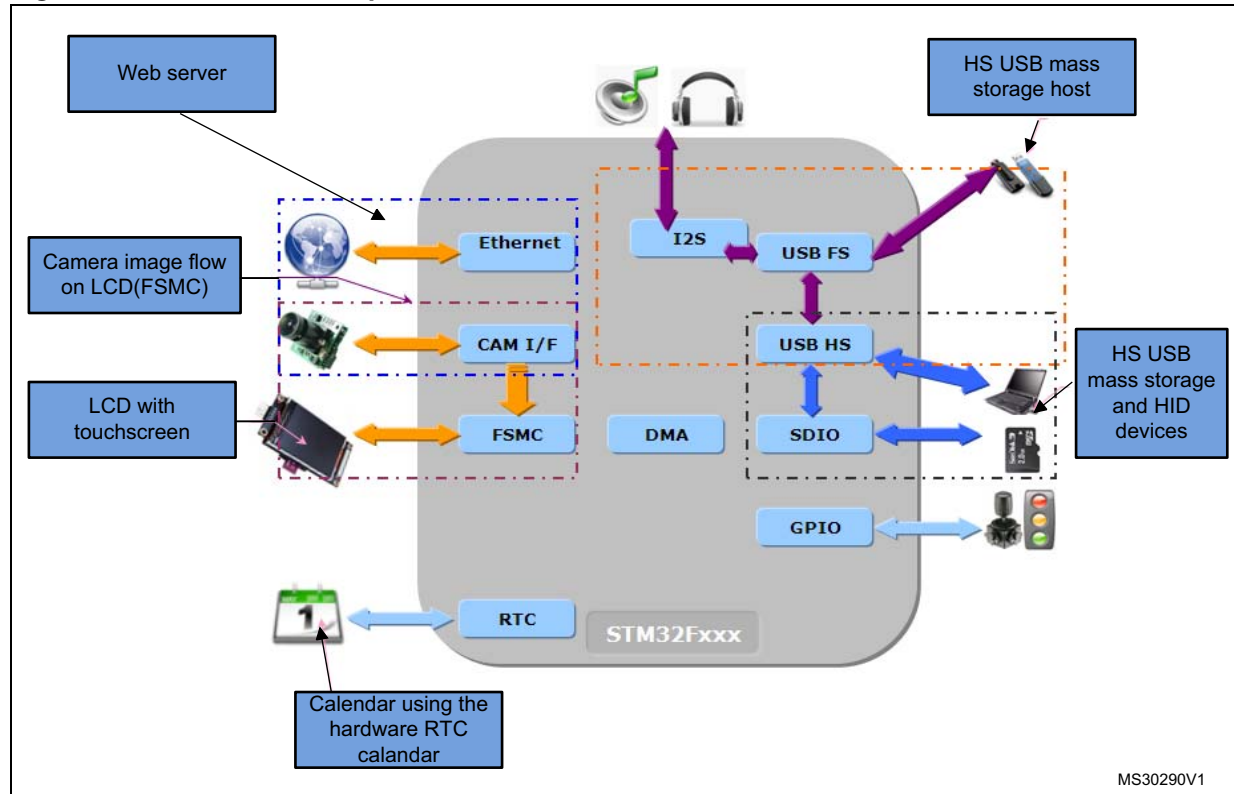 Web server
HS USB mass
storage host
Camera image flow
on LCD(FSMC)
Ethernet
I2S
USB FS
CAM I/F
USB HS
HS USB
mass storage
and HID
devices
LCD with
touchscreen
FSMC
DMA
SDIO
GPIO
1
RTC
STM32Fxxx
Calendar using the
hardware RTC
calandar
MS30290V1